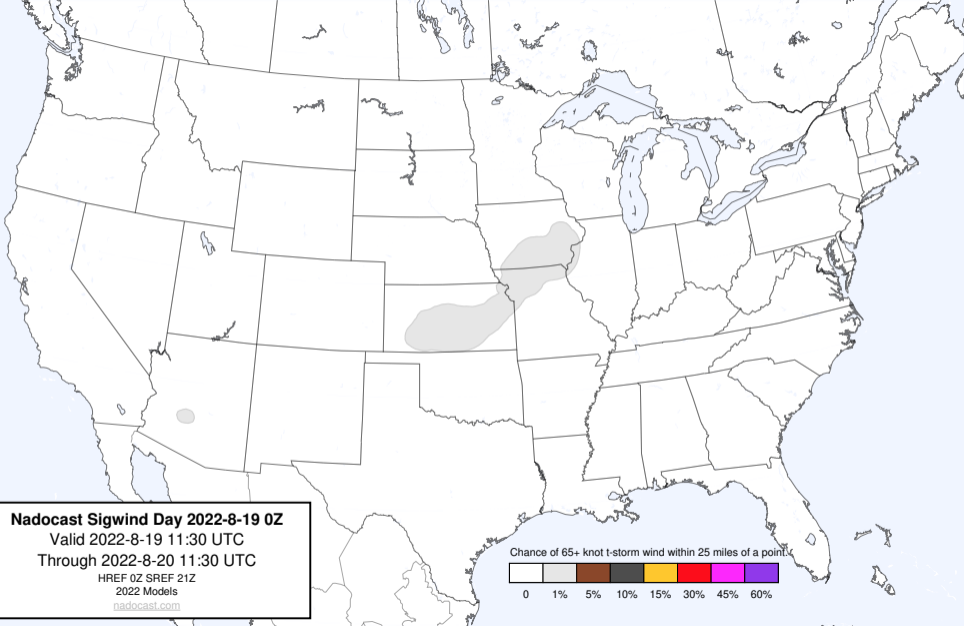 Nadocast Sigwind Day 2022-8-19 0Z
Valid 2022-8-19 11:30 UTC
Through 2022-8-20 11:30 UTC
HREF 0Z SREF 21Z
2022 Models
nadocast.com
Chance of 65+ knot t-storm wind within 25 miles of a point.
0 1% 5% 10% 15% 30% 45% 60%